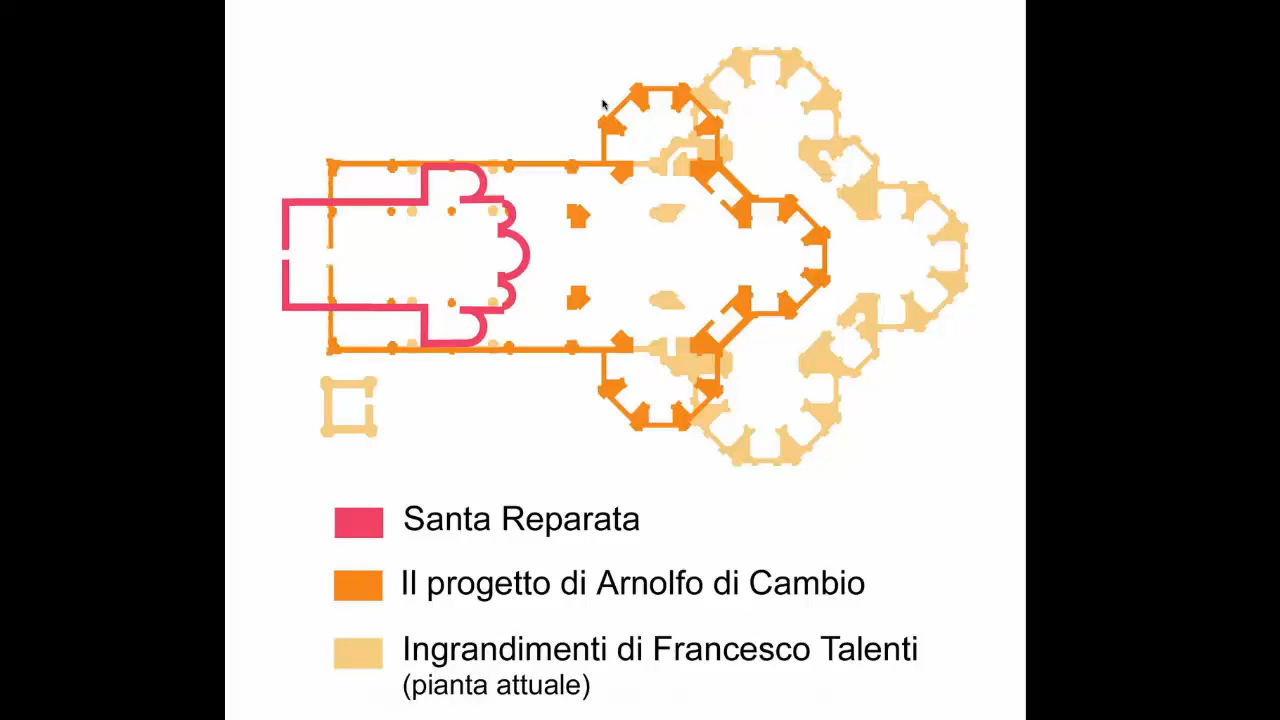 Santa Reparata
Il progetto di Arnolfo di Cambio
Ingrandimenti di Francesco Talenti
(pianta attuale)